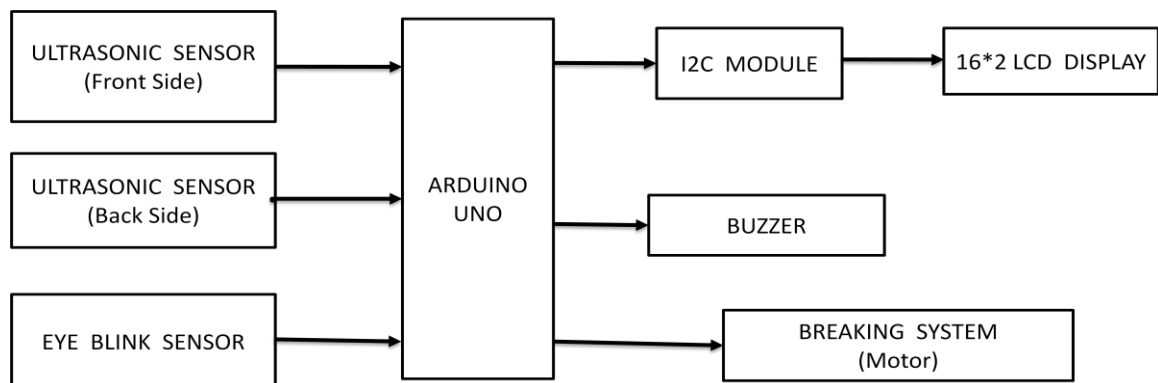 ULTRASONIC SENSOR
(Front Side)
ULTRASONIC SENSOR
(Back Side)
EYE BLINK SENSOR
ARDUINO
UNO
I2C MODULE
16*2 LCD DISPLAY
BUZZER
BREAKING SYSTEM
(Motor)